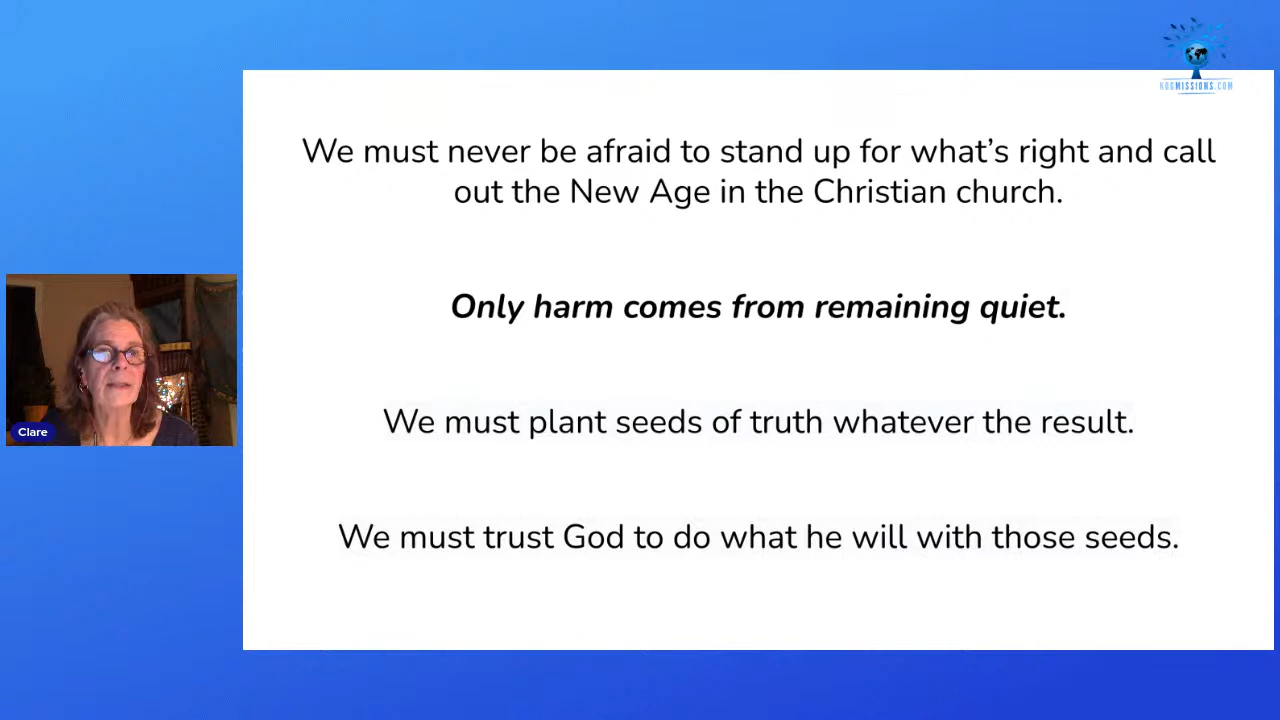 KOGMISSIONS.COM
We must never be afraid to stand up for what’s right and call
out the New Age in the Christian church.
Only harm comes from remaining quiet.
We must plant seeds of truth whatever the result.
Clare
We must trust God to do what he will with those seeds.